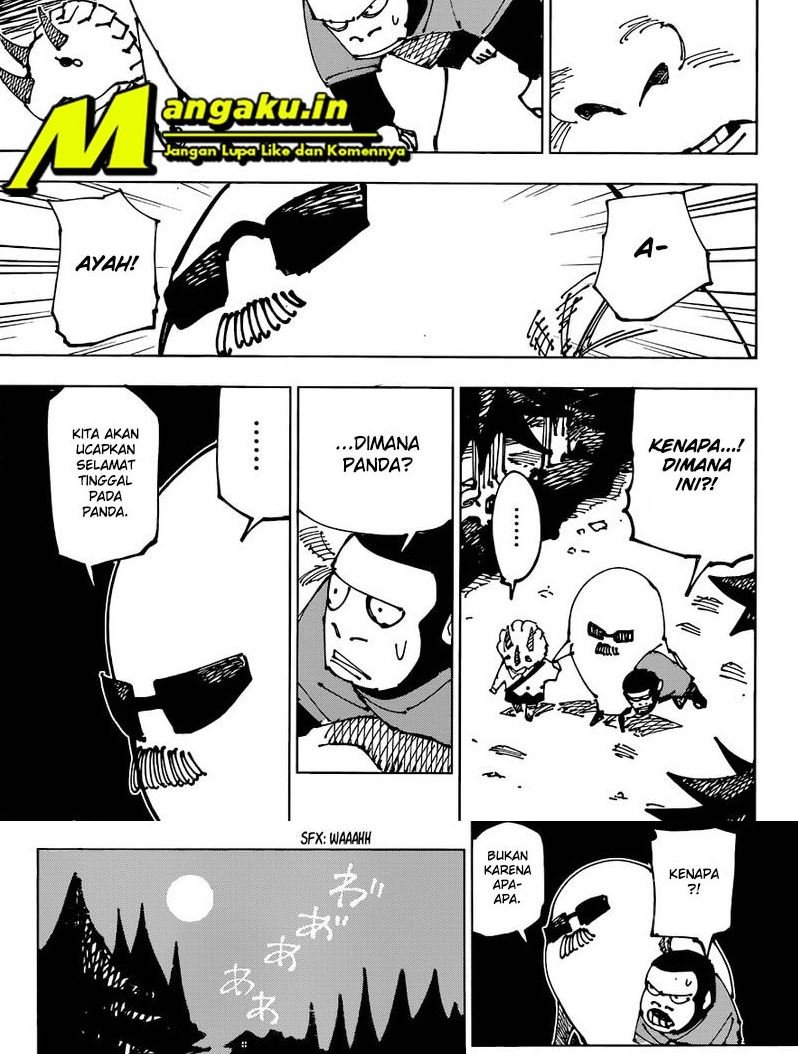 Mangaku.in
Jangan Lupa Like dan Komennya
A-
AYAH!
KENAPA...!
DIMANA
INI?!
......
...DIMANA
PANDA?
......
KITA AKAN
UCAPKAN
SELAMAT
TINGGAL
PADA
PANDA.
KENAPA
?!
BUKAN
KARENA
APA-
APA.
SFX: WAAAHH
わ"
あ"
あ"
ああ